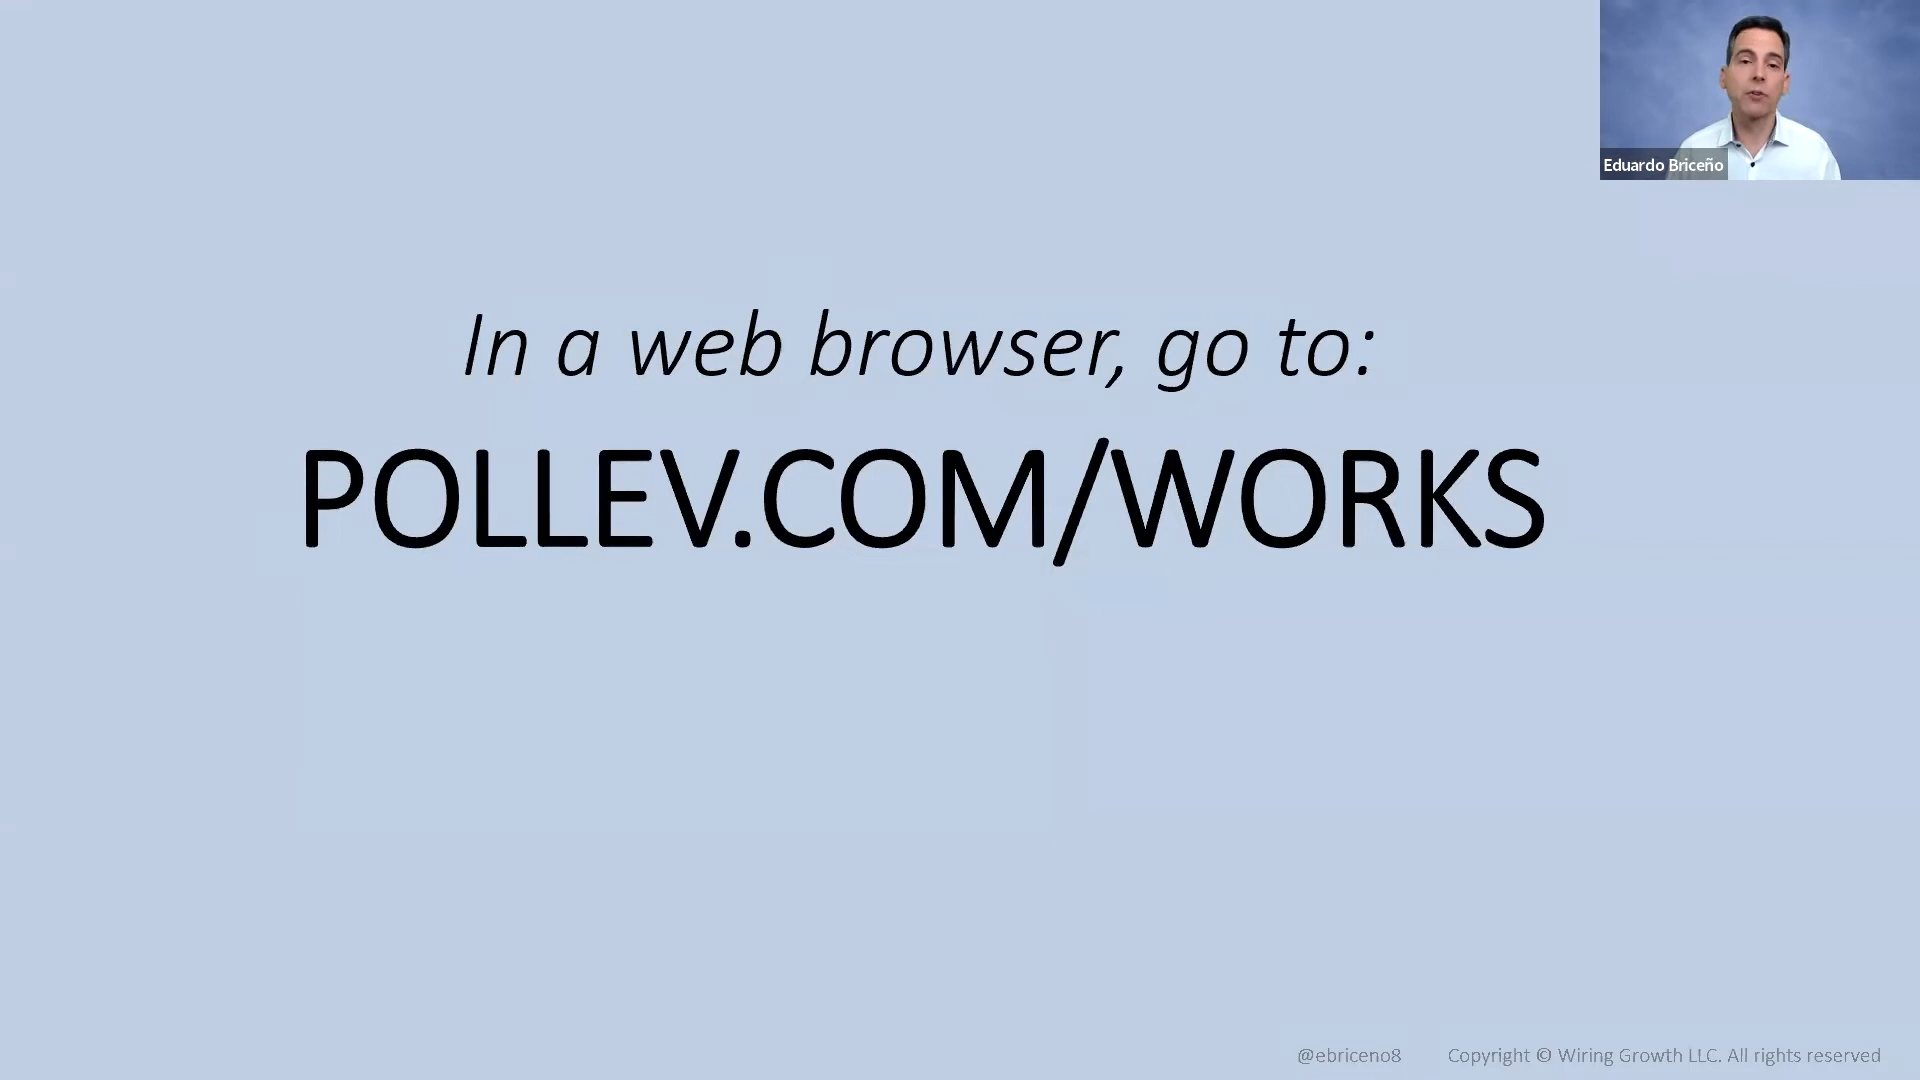 Eduardo Briceño
In a web browser, go to:
POLLEV.COM/WORKS
@ebriceno8 Copyright © Wiring Growth LLC. All rights reserved